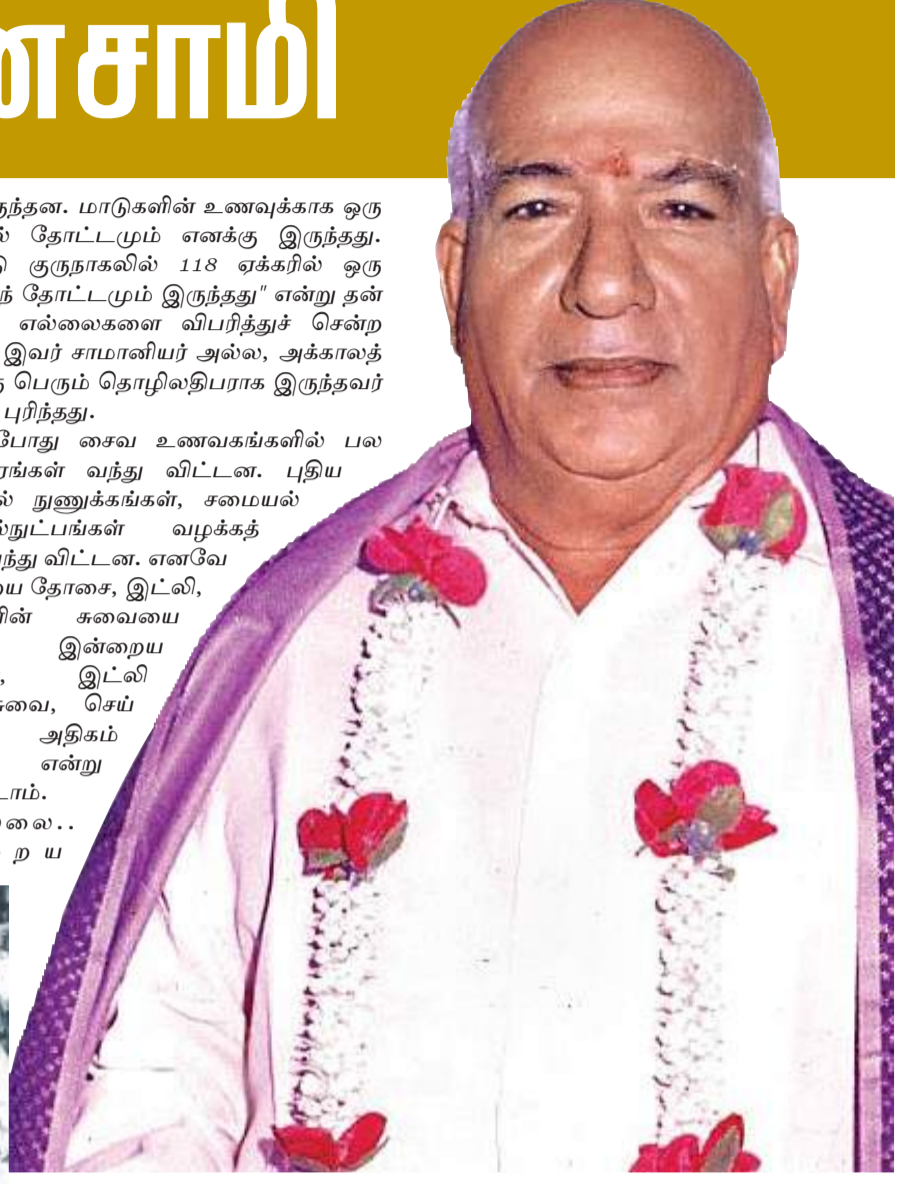 னசாமி
ருந்தன. மாடுகளின் உணவுக்காக ஒரு
ல் தோட்டமும் எனக்கு இருந்தது.
குருநாகலில் 118 ஏக்கரில் ஒரு
ந் தோட்டமும் இருந்தது" என்று தன்
எல்லைகளை விபரித்துச் சென்ற
இவர் சாமானியர் அல்ல, அக்காலத்
பெரும் தொழிலதிபராக இருந்தவர்
புரிந்தது.
போது சைவ உணவகங்களில் பல
ரங்கள் வந்து விட்டன. புதிய
ல் நுணுக்கங்கள், சமையல்
ல்நுட்பங்கள் வழக்கத்
ந்து விட்டன. எனவே
ய தோசை, இட்லி,
ளின் சுவையை
இன்றைய
, இட்லி
சுவை, செய்
அதிகம்
என்று
டாம்.
லை..
ற ய